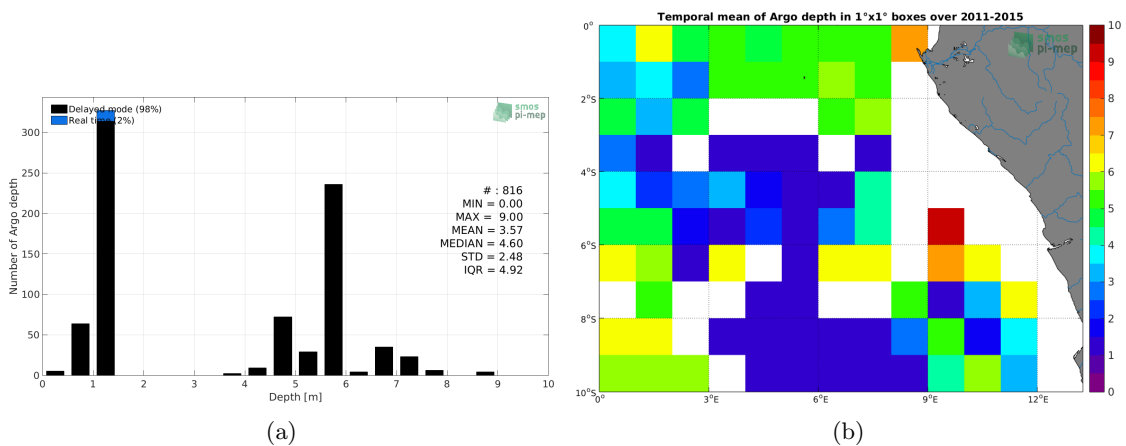 Delayed mode (98%)
Real time (2%)
smos
pi-mep
# : 816
MIN = 0.00
MAX = 9.00
MEAN = 3.57
MEDIAN = 4.60
STD = 2.48
IQR = 4.92
Number of Argo depth
300
250
200
150
100
50
0
0 1 2 3 4 5 6 7 8 9 10
Depth [m]
(a)
Temporal mean of Argo depth in 1°x1° boxes over 2011-2015
smos
pi-mep
0°
2°S
4°S
6°S
8°S
10°S
0° 3°E 6°E 9°E 12°E
10
9
8
7
6
5
4
3
2
1
0
(b)